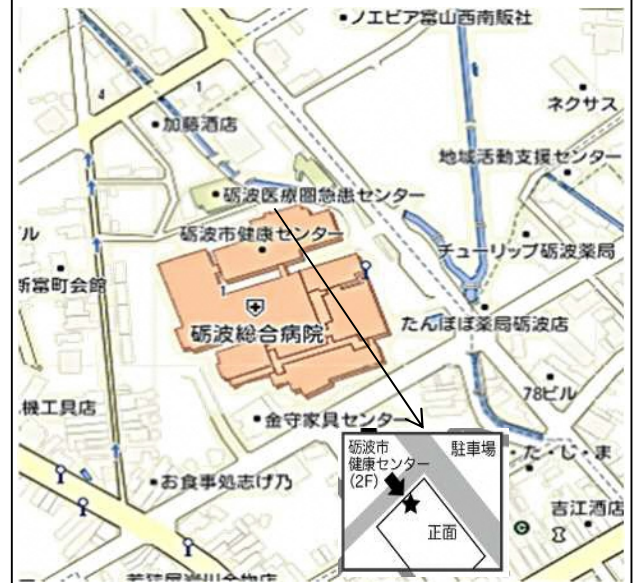 ノエビア富山西南販社
ネクサス
4
1
加藤酒店
地域活動支援センター
砺波医療圏急患センター
ル
砺波市健康センター
チューリップ砺波薬局
新富町会館
砺波総合病院
たんぽぽ薬局砺波店
78ビル
機工具店
金守家具センター
砺波市
健康センター
(2F)
駐車場
正面
た・じ・ま
お食事処志げ乃
吉江酒店